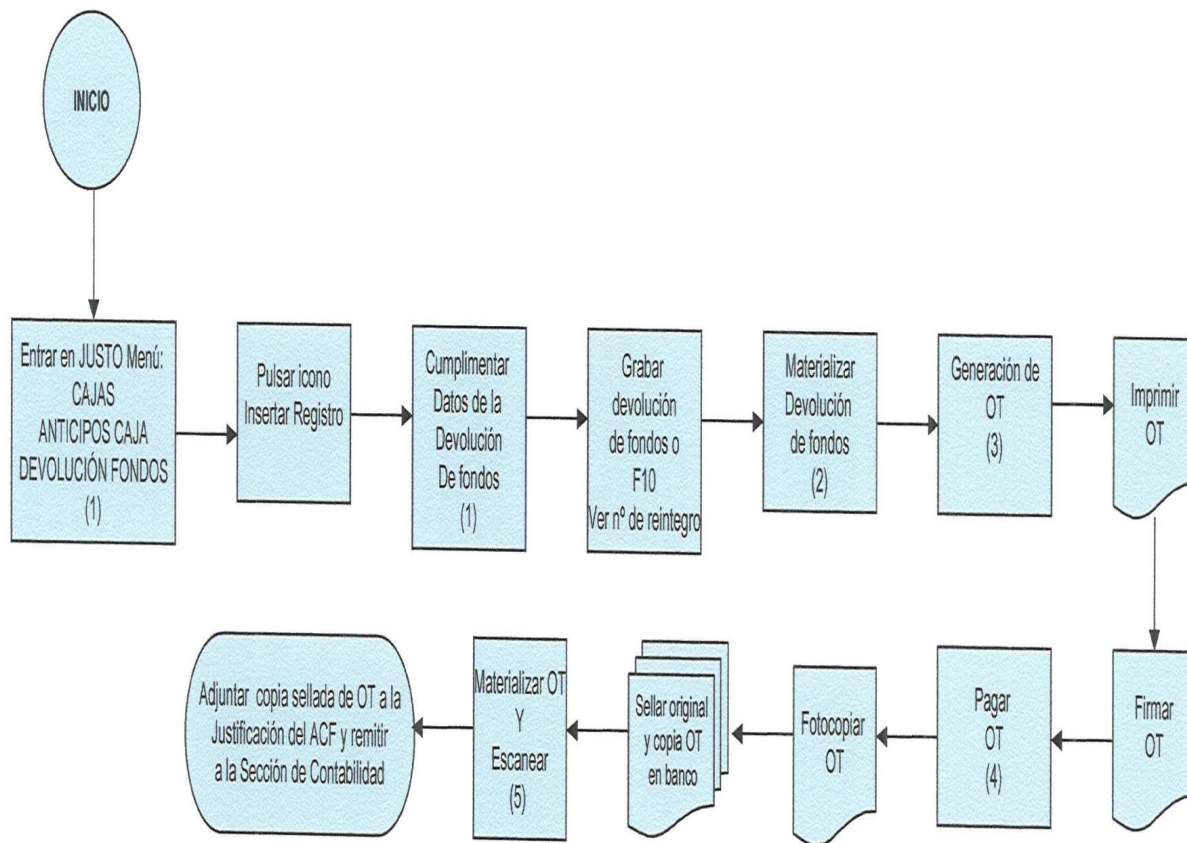 INICIO
Entrar en JUSTO Menú:
CAJAS
ANTICIPOS CAJA
DEVOLUCIÓN FONDOS
(1)
Pulsar icono
Insertar Registro
Cumplimentar
Datos de la
Devolución
De fondos
(1)
Grabar
devolución
de fondos o
F10
Ver nº de reintegro
Materializar
Devolución
de fondos
(2)
Generación de
OT
(3)
Imprimir
OT
Firmar
OT
Pagar
OT
(4)
Fotocopiar
OT
Sellar original
y copia OT
en banco
Materializar OT
Y
Escanear
(5)
Adjuntar copia sellada de OT a la
Justificación del ACF y remitir
a la Sección de Contabilidad